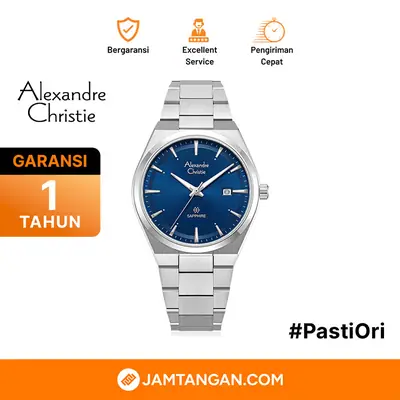 Bergaransi
Excellent
Service
Pengiriman
Cepat
Alexandre
Christie
GARANSI
1
TAHUN
Alexandre
Christie
SAPPHIRE
#PastiOri
JAMTANGAN.COM